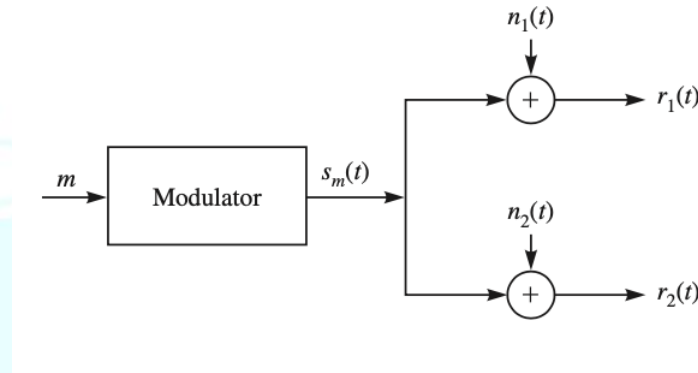 n₁(t)
+
r₁(t)
m
Modulator
sₘ(t)
n₂(t)
+
r₂(t)